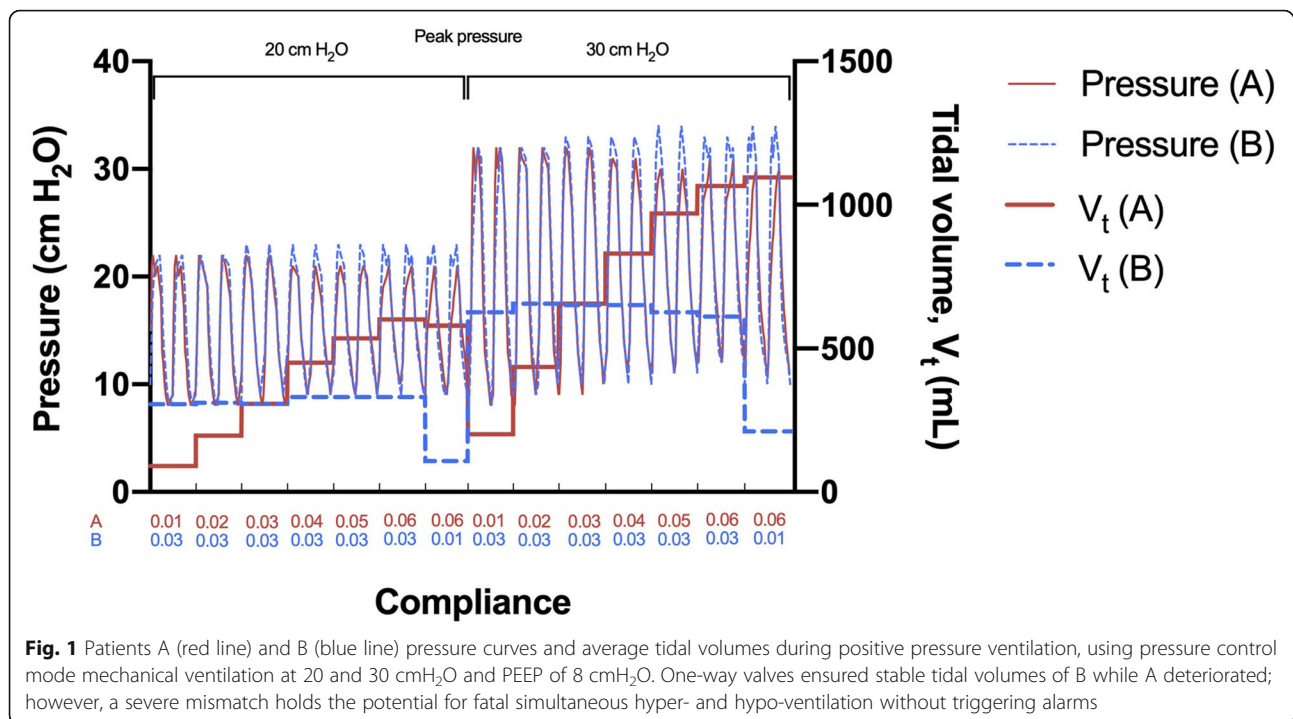 Peak pressure
20 cm H₂O 30 cm H₂O
40
30
20
10
0
Pressure (cm H₂O)
1500
1000
500
0
Tidal volume, Vₜ (mL)
Pressure (A)
Pressure (B)
Vₜ (A)
Vₜ (B)
A 0.01 0.02 0.03 0.04 0.05 0.06 0.06 0.01 0.02 0.03 0.04 0.05 0.06 0.06
B 0.03 0.03 0.03 0.03 0.03 0.03 0.01 0.03 0.03 0.03 0.03 0.03 0.03 0.01
Compliance
Fig. 1 Patients A (red line) and B (blue line) pressure curves and average tidal volumes during positive pressure ventilation, using pressure control
mode mechanical ventilation at 20 and 30 cmH₂O and PEEP of 8 cmH₂O. One-way valves ensured stable tidal volumes of B while A deteriorated;
however, a severe mismatch holds the potential for fatal simultaneous hyper- and hypo-ventilation without triggering alarms